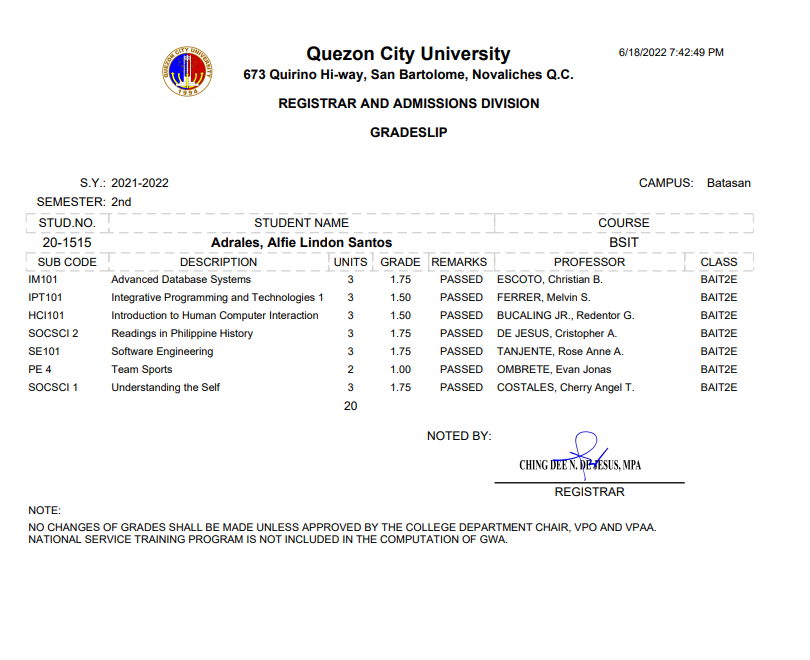 QUEZON CITY UNIVERSITY
1994
Quezon City University
6/18/2022 7:42:49 PM
673 Quirino Hi-way, San Bartolome, Novaliches Q.C.
REGISTRAR AND ADMISSIONS DIVISION
GRADESLIP
S.Y.: 2021-2022 CAMPUS: Batasan
SEMESTER: 2nd
STUD.NO. STUDENT NAME COURSE
20-1515 Adrales, Alfie Lindon Santos BSIT
SUB CODE DESCRIPTION UNITS GRADE REMARKS PROFESSOR CLASS
IM101 Advanced Database Systems 3 1.75 PASSED ESCOTO, Christian B. BAIT2E
IPT101 Integrative Programming and Technologies 1 3 1.50 PASSED FERRER, Melvin S. BAIT2E
HCI101 Introduction to Human Computer Interaction 3 1.50 PASSED BUCALING JR., Redentor G. BAIT2E
SOCSCI 2 Readings in Philippine History 3 1.75 PASSED DE JESUS, Cristopher A. BAIT2E
SE101 Software Engineering 3 1.75 PASSED TANJENTE, Rose Anne A. BAIT2E
PE 4 Team Sports 2 1.00 PASSED OMBRETE, Evan Jonas BAIT2E
SOCSCI 1 Understanding the Self 3 1.75 PASSED COSTALES, Cherry Angel T. BAIT2E
20
NOTED BY:
CHING DEE N. DE JESUS, MPA
REGISTRAR
NOTE:
NO CHANGES OF GRADES SHALL BE MADE UNLESS APPROVED BY THE COLLEGE DEPARTMENT CHAIR, VPO AND VPAA.
NATIONAL SERVICE TRAINING PROGRAM IS NOT INCLUDED IN THE COMPUTATION OF GWA.